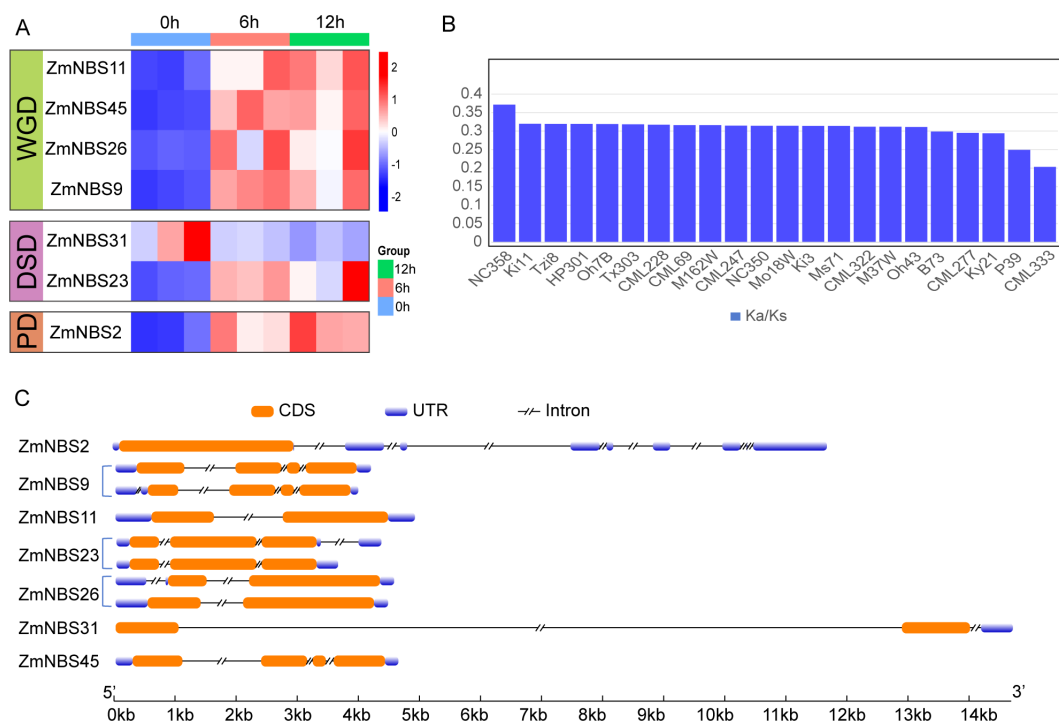 A
0h 6h 12h
WGD
ZmNBS11
ZmNBS45
ZmNBS26
ZmNBS9
DSD
ZmNBS31
ZmNBS23
PD
ZmNBS2
2
1
0
-1
-2
Group
12h
6h
0h
B
0.4
0.35
0.3
0.25
0.2
0.15
0.1
0.05
0
NC358 Ki11 Tzi8 HP301 Oh7B Tx303 CML228 CML69 M162W CML247 NC350 Mo18W Ki3 Ms71 CML322 M37W Oh43 B73 CML277 Ky21 P39 CML333
Ka/Ks
C
CDS UTR Intron
ZmNBS2
ZmNBS9
ZmNBS11
ZmNBS23
ZmNBS26
ZmNBS31
ZmNBS45
5’ 3’
0kb 1kb 2kb 3kb 4kb 5kb 6kb 7kb 8kb 9kb 10kb 11kb 12kb 13kb 14kb